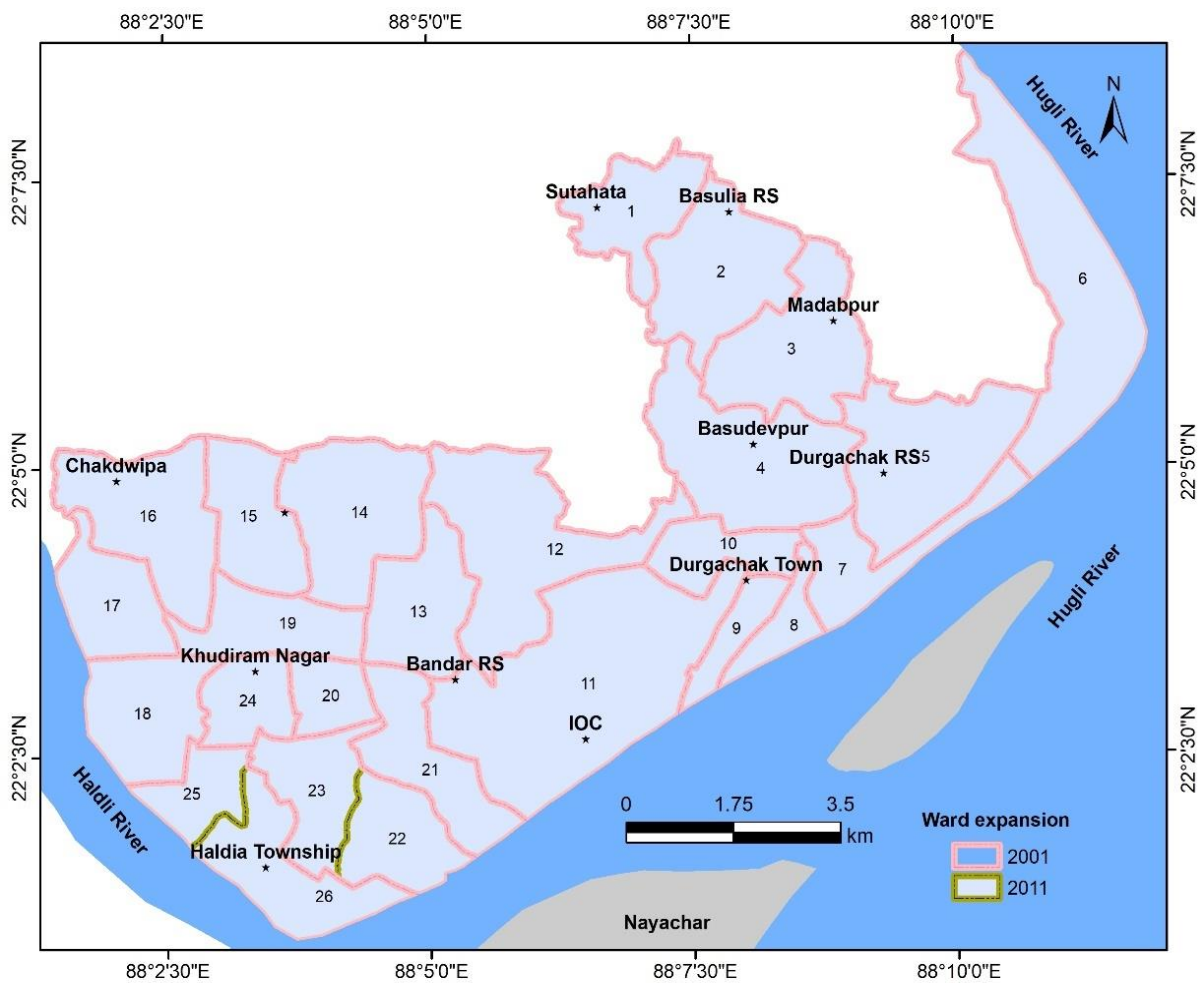 88°2'30"E 88°5'0"E 88°7'30"E 88°10'0"E
Hugli River
N
22°7'30"N
22°7'30"N
Sutahata
1
Basulia RS
2
6
Madabpur
3
Basudevpur
4
Durgachak RS
5
22°5'0"N
22°5'0"N
Chakdwipa
16
15
14
12
10
Durgachak Town
7
Hugli River
17
19
13
9
8
Khudiram Nagar
Bandar RS
18
24
20
11
IOC
22°2'30"N
22°2'30"N
Haldli River
25
23
21
22
Haldia Township
26
0 1.75 3.5
km
Ward expansion
2001
2011
Nayachar
88°2'30"E 88°5'0"E 88°7'30"E 88°10'0"E